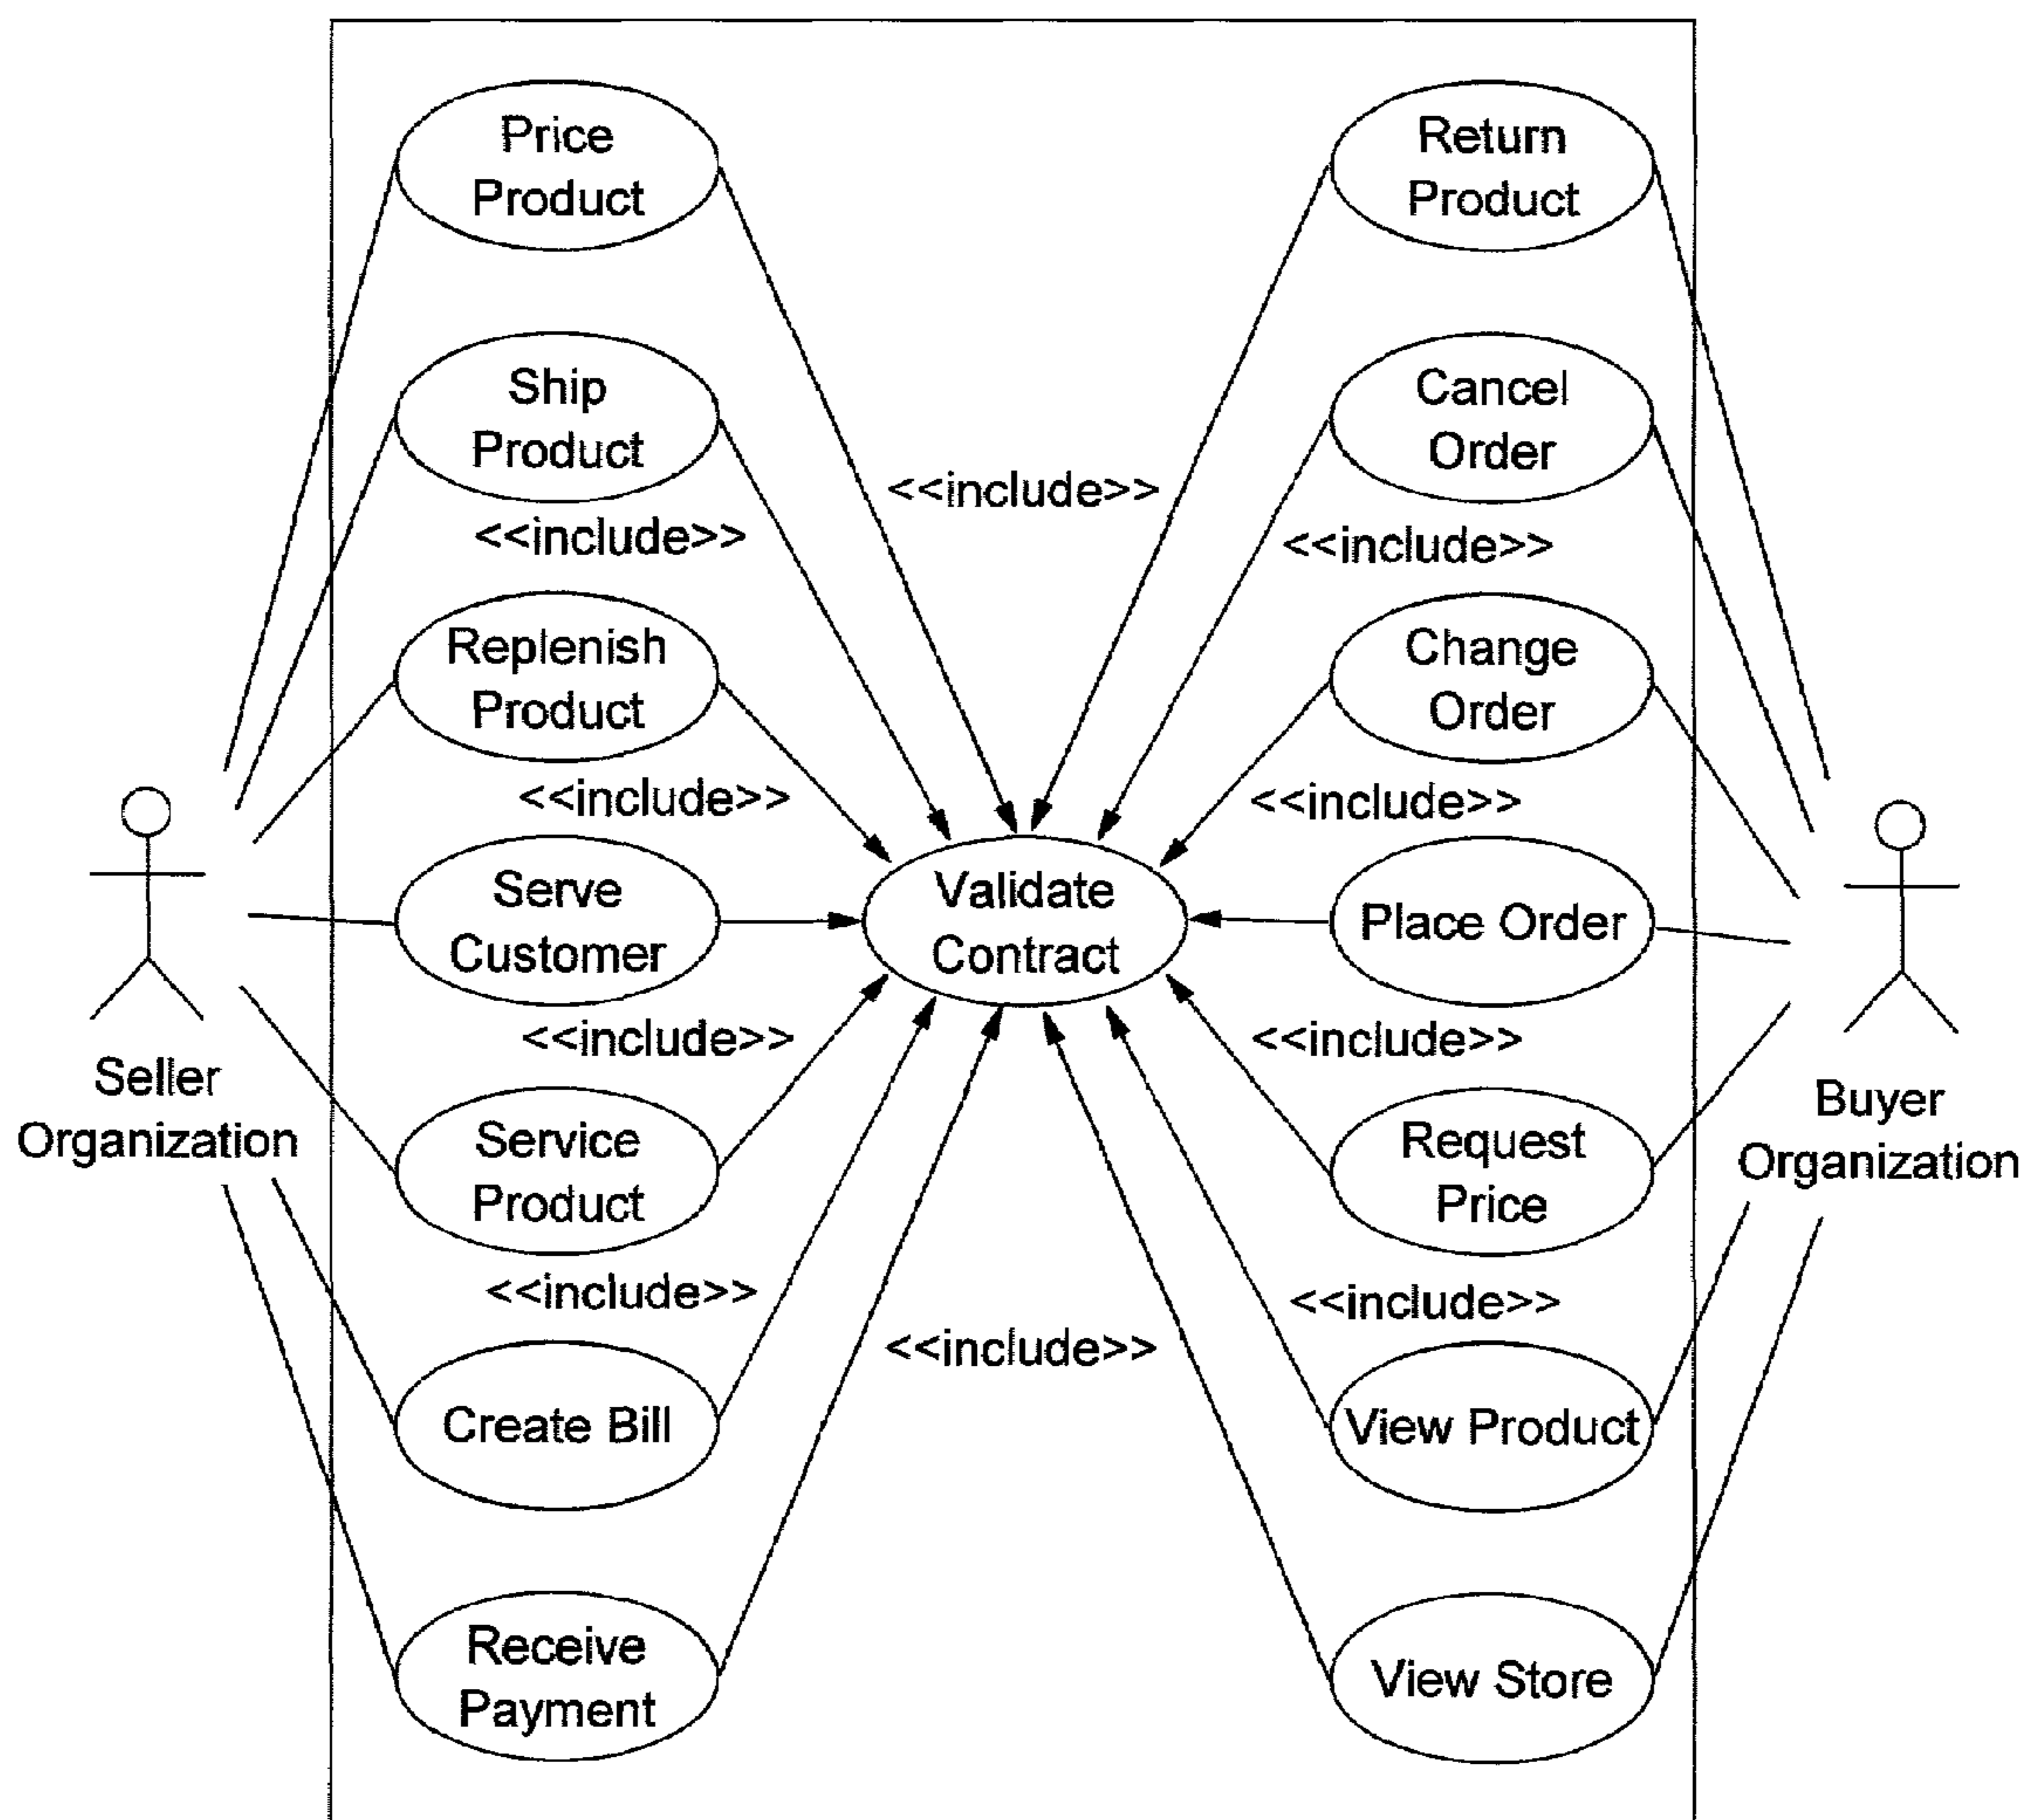 Price
Product
Return
Product
Ship
Product
Cancel
Order
<<include>>
<<include>>
<<include>>
Replenish
Product
Change
Order
<<include>>
<<include>>
Serve
Customer
Validate
Contract
Place Order
<<include>>
<<include>>
Seller
Organization
Buyer
Organization
Service
Product
Request
Price
<<include>>
<<include>>
<<include>>
Create Bill
View Product
Receive
Payment
View Store